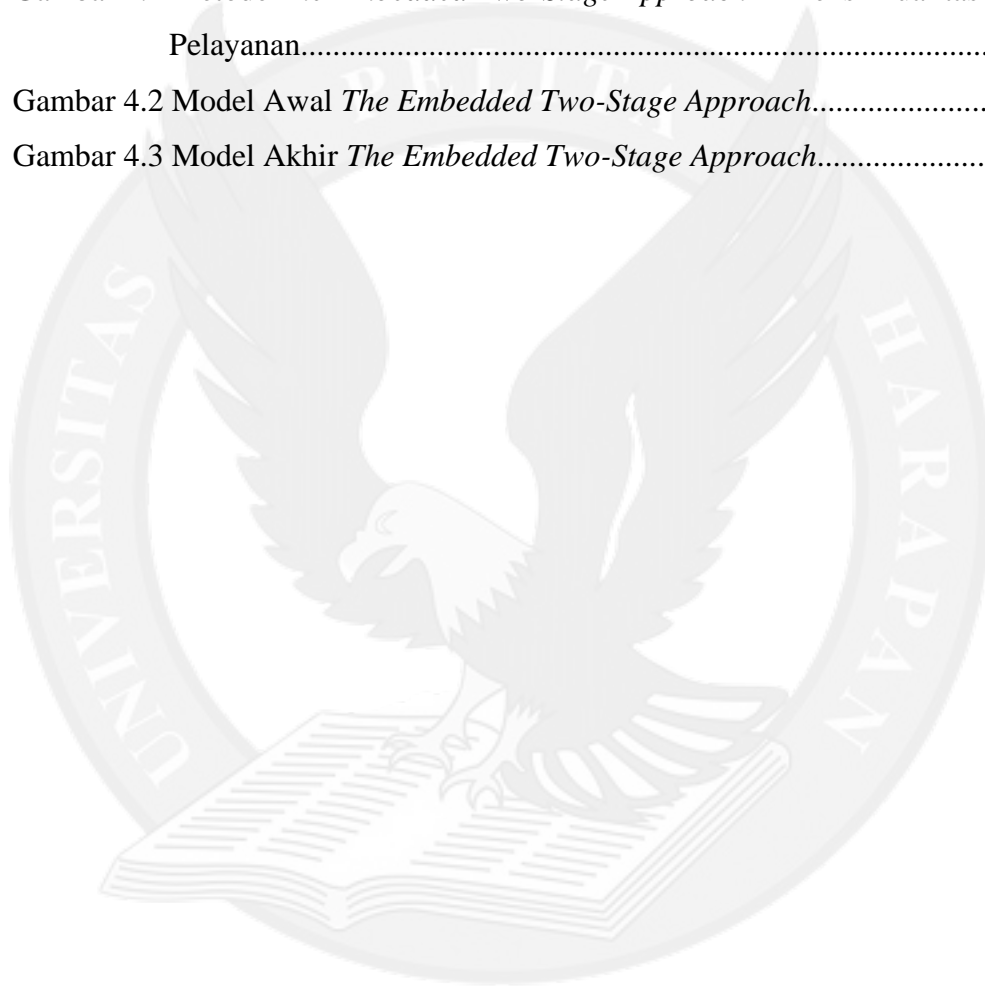 Pelayanan...................................................................................
Gambar 4.2 Model Awal The Embedded Two-Stage Approach......................
Gambar 4.3 Model Akhir The Embedded Two-Stage Approach.....................
UNIVERSITAS PELITA HARAPAN